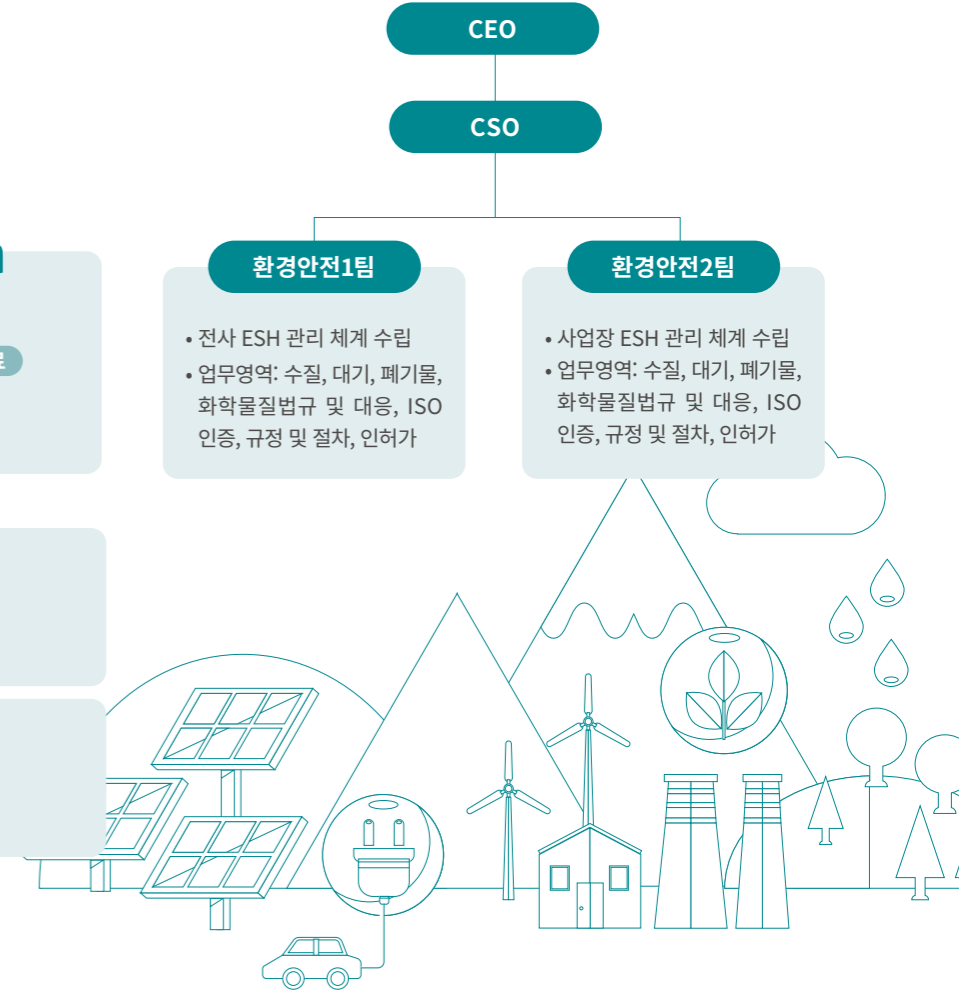 CEO
CSO
환경안전1팀
• 전사 ESH 관리 체계 수립
• 업무영역: 수질, 대기, 폐기물,
화학물질법규 및 대응, ISO
인증, 규정 및 절차, 인허가
환경안전2팀
• 사업장 ESH 관리 체계 수립
• 업무영역: 수질, 대기, 폐기물,
화학물질법규 및 대응, ISO
인증, 규정 및 절차, 인허가